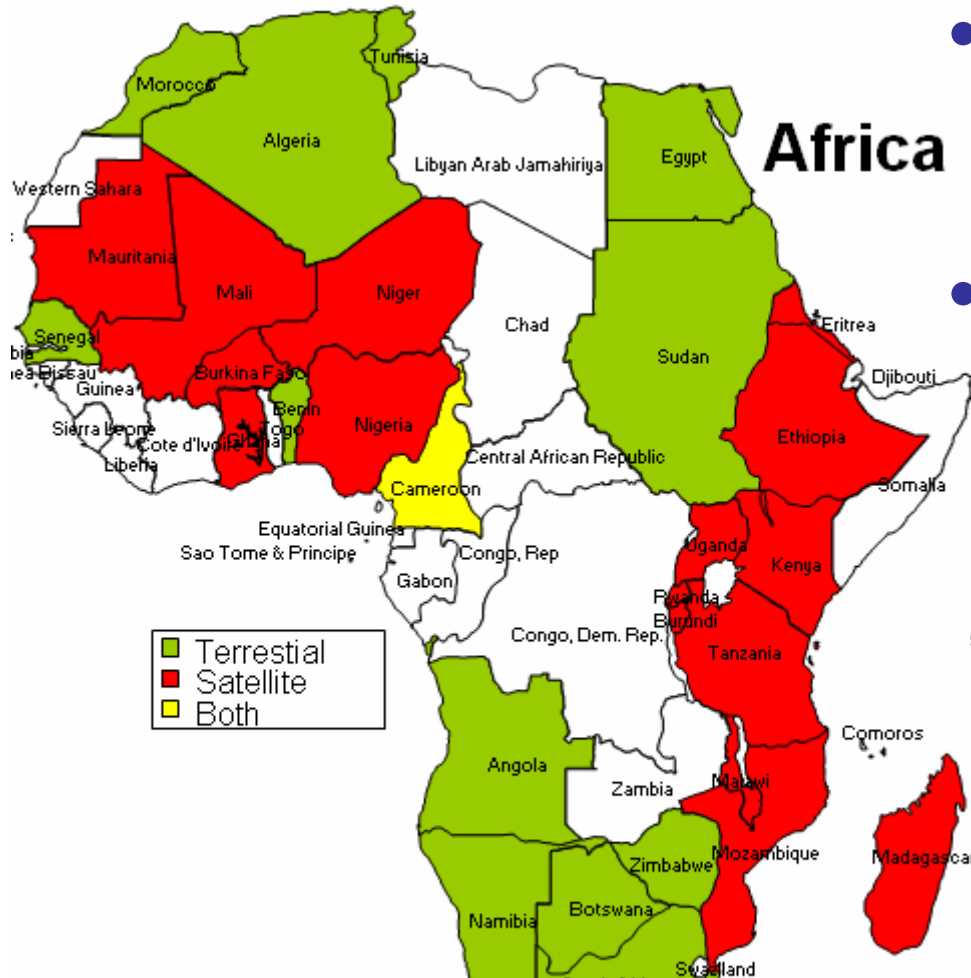 Tunisia
Morocco
Algeria
Libyan Arab Jamahiriya
Egypt
Africa
Western Sahara
Mauritania
Mali
Niger
Chad
Sudan
Eritrea
Senegal
Djibouti
Guinea
Burkina Faso
Benin
Nigeria
Togo
Ghana
Sierra Leone
Cote d'Ivoire
Liberia
Ethiopia
Central African Republic
Somalia
Cameroon
Equatorial Guinea
Sao Tome & Principe
Congo, Rep
Uganda
Kenya
Gabon
Rwanda
Burundi
Congo, Dem. Rep.
Tanzania
Terrestial
Satellite
Both
Comoros
Angola
Zambia
Malawi
Mozambique
Madagascar
Zimbabwe
Botswana
Namibia
Swaziland